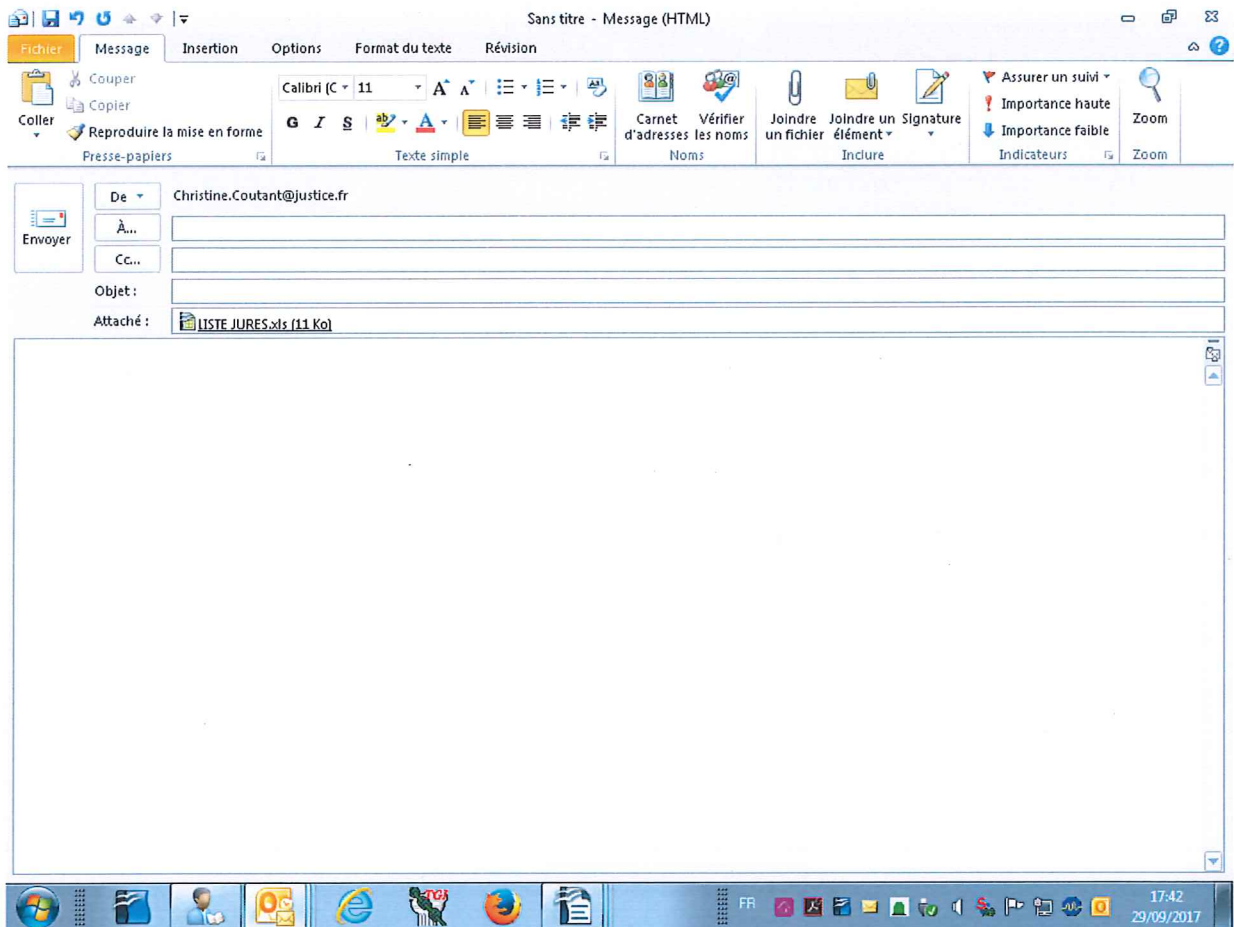 Sans titre - Message (HTML)
Fichier Message Insertion Options Format du texte Révision
Coller
Couper
Copier
Reproduire la mise en forme
Presse-papiers
Calibri (C 11
G I S
Texte simple
Carnet d'adresses
Vérifier les noms
Noms
Joindre un fichier
Joindre un élément
Signature
Inclure
Assurer un suivi
Importance haute
Importance faible
Indicateurs
Zoom
Zoom
Envoyer
De Christine.Coutant@justice.fr
À...
Cc...
Objet :
Attaché : LISTE JURES.xls (11 Ko)
TGI
FR
17:42
29/09/2017